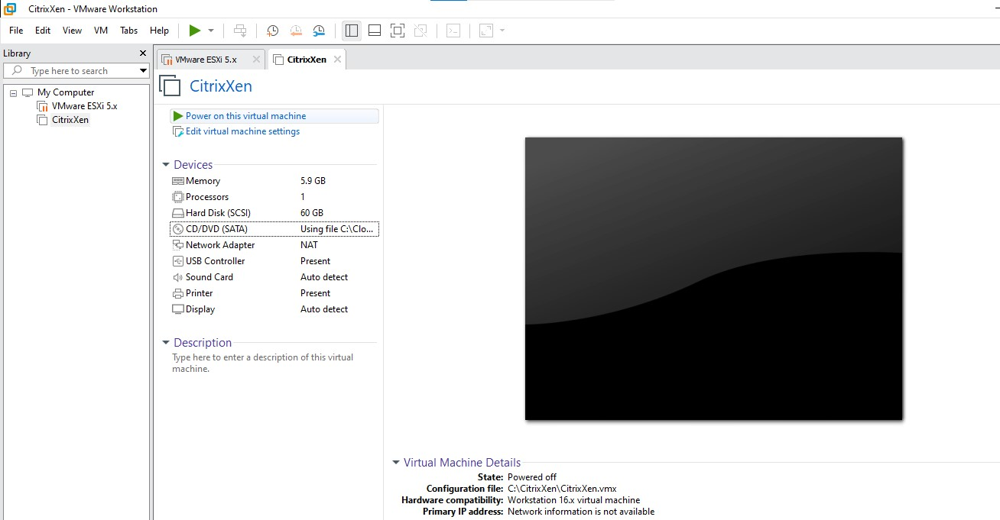 CitrixXen - VMware Workstation
File Edit View VM Tabs Help
Library
Type here to search
My Computer
VMware ESXi 5.x
CitrixXen
VMware ESXi 5.x CitrixXen
CitrixXen
Power on this virtual machine
Edit virtual machine settings
Devices
Memory 5.9 GB
Processors 1
Hard Disk (SCSI) 60 GB
CD/DVD (SATA) Using file C:\Clo...
Network Adapter NAT
USB Controller Present
Sound Card Auto detect
Printer Present
Display Auto detect
Description
Type here to enter a description of this virtual
machine.
Virtual Machine Details
State: Powered off
Configuration file: C:\CitrixXen\CitrixXen.vmx
Hardware compatibility: Workstation 16.x virtual machine
Primary IP address: Network information is not available